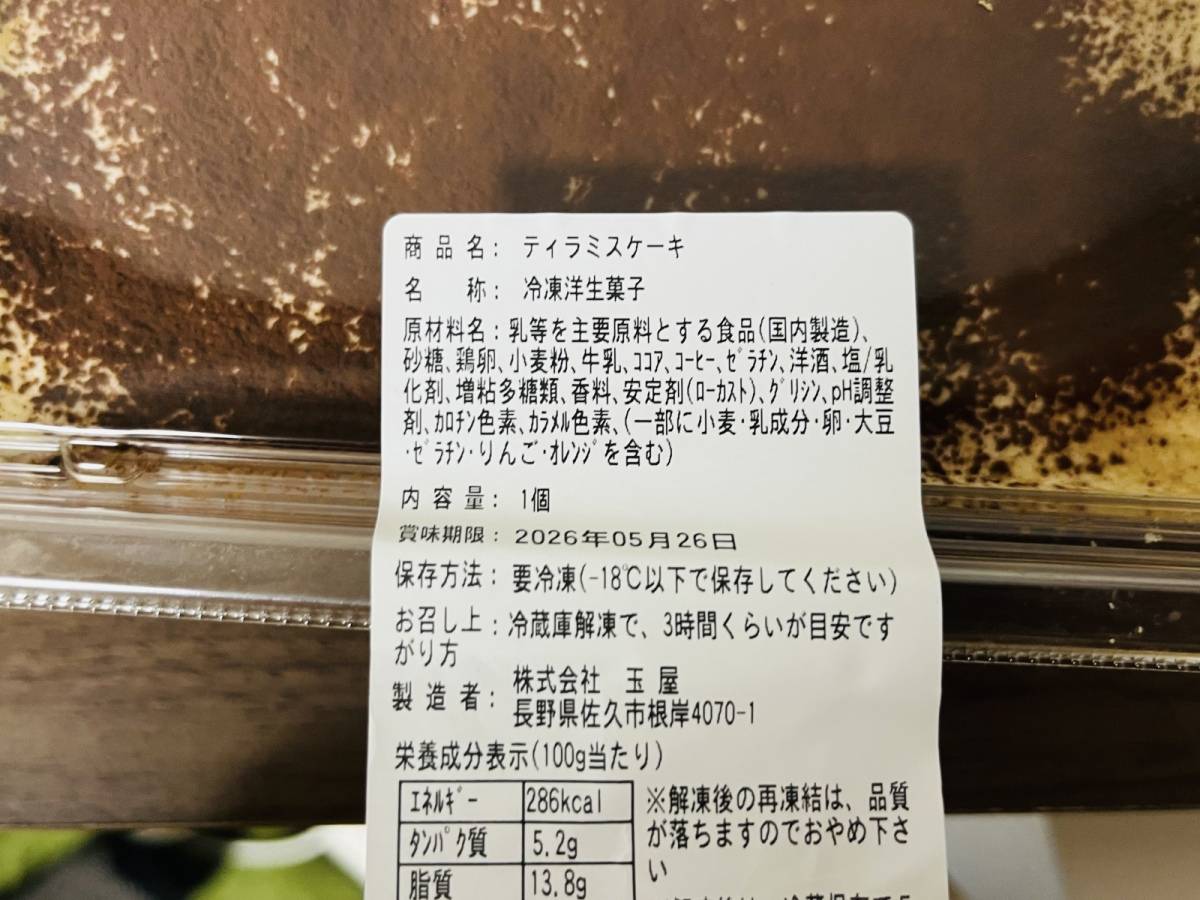 商品名：ティラミスケーキ
名　称：冷凍洋生菓子
原材料名：乳等を主要原料とする食品(国内製造)、
砂糖、鶏卵、小麦粉、牛乳、ｺｺｱ、ｺｰﾋｰ、ｾﾞﾗﾁﾝ、洋酒、塩/乳
化剤、増粘多糖類、香料、安定剤(ﾛｰｶｽﾄ)、ｸﾞﾘｼﾝ、pH調整
剤、ｶﾛﾁﾝ色素、ｶﾗﾒﾙ色素、(一部に小麦・乳成分・卵・大豆
・ｾﾞﾗﾁﾝ・りんご・ｵﾚﾝｼﾞを含む)
内容量：1個
賞味期限：2026年05月26日
保存方法：要冷凍(-18℃以下で保存してください)
お召し上：冷蔵庫解凍で、3時間くらいが目安です
がり方
製造者：株式会社　玉屋
長野県佐久市根岸4070-1
栄養成分表示(100g当たり)
ｴﾈﾙｷﾞｰ 286kcal
ﾀﾝﾊﾟｸ質 5.2g
脂質 13.8g
※解凍後の再凍結は、品質
が落ちますのでおやめ下さ
い